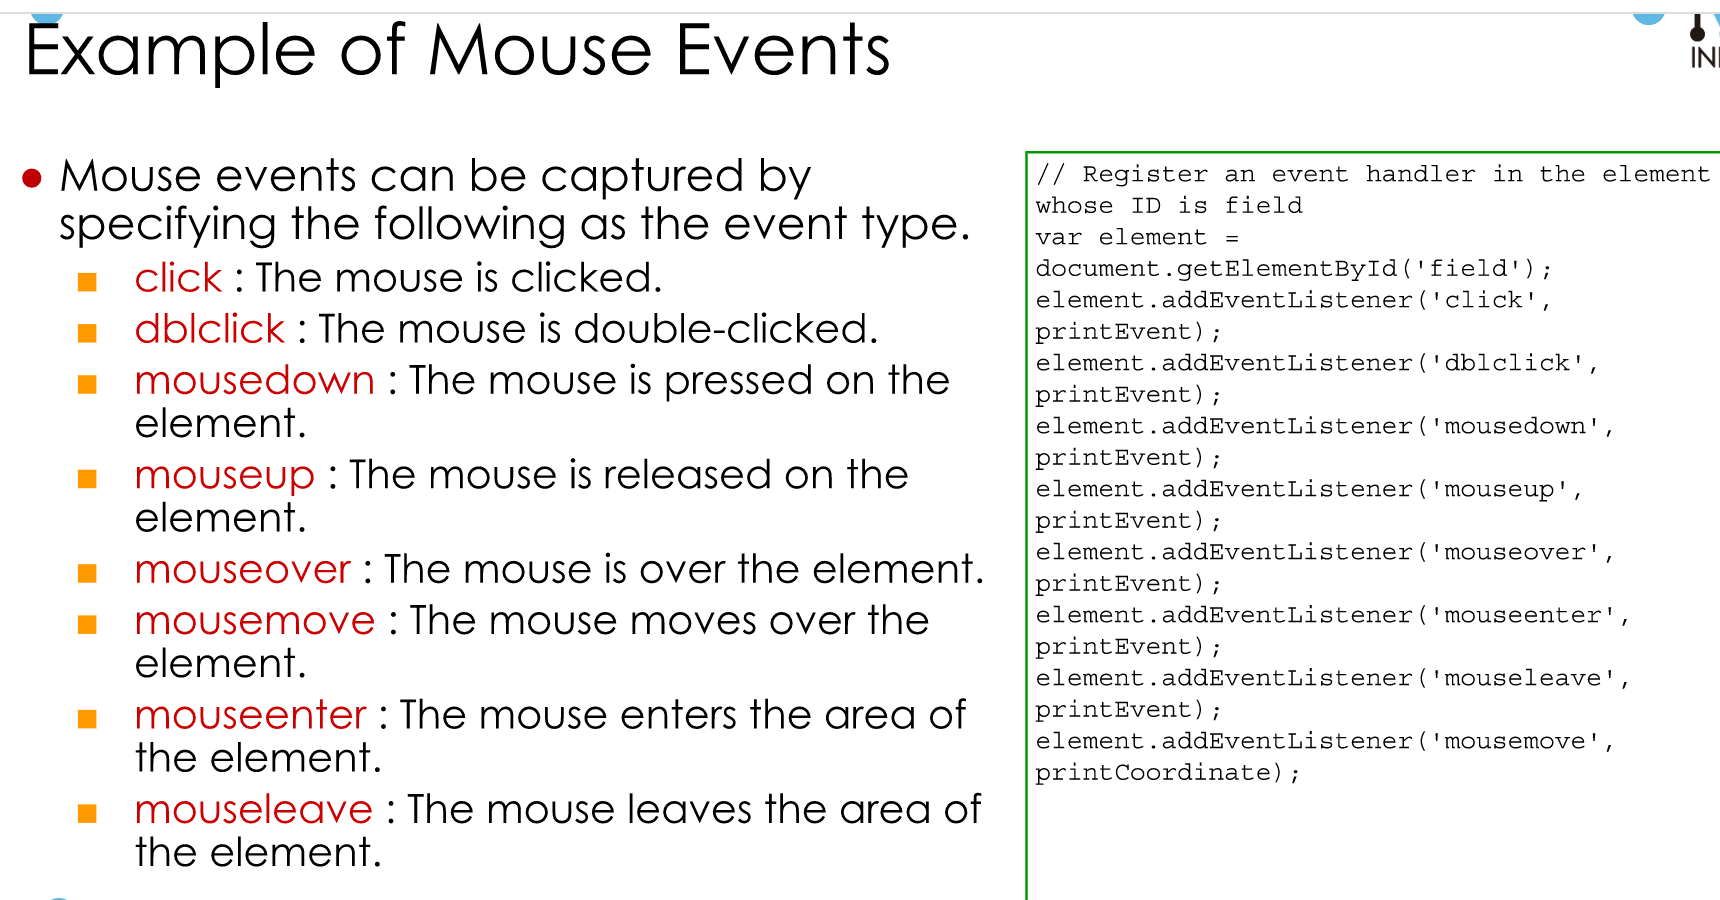 Example of Mouse Events
Mouse events can be captured by
specifying the following as the event type.
click : The mouse is clicked.
dblclick : The mouse is double-clicked.
mousedown : The mouse is pressed on the
element.
mouseup : The mouse is released on the
element.
mouseover : The mouse is over the element.
mousemove : The mouse moves over the
element.
mouseenter : The mouse enters the area of
the element.
mouseleave : The mouse leaves the area of
the element.
// Register an event handler in the element
whose ID is field
var element =
document.getElementById('field');
element.addEventListener('click',
printEvent);
element.addEventListener('dblclick',
printEvent);
element.addEventListener('mousedown',
printEvent);
element.addEventListener('mouseup',
printEvent);
element.addEventListener('mouseover',
printEvent);
element.addEventListener('mouseenter',
printEvent);
element.addEventListener('mouseleave',
printEvent);
element.addEventListener('mousemove',
printCoordinate);